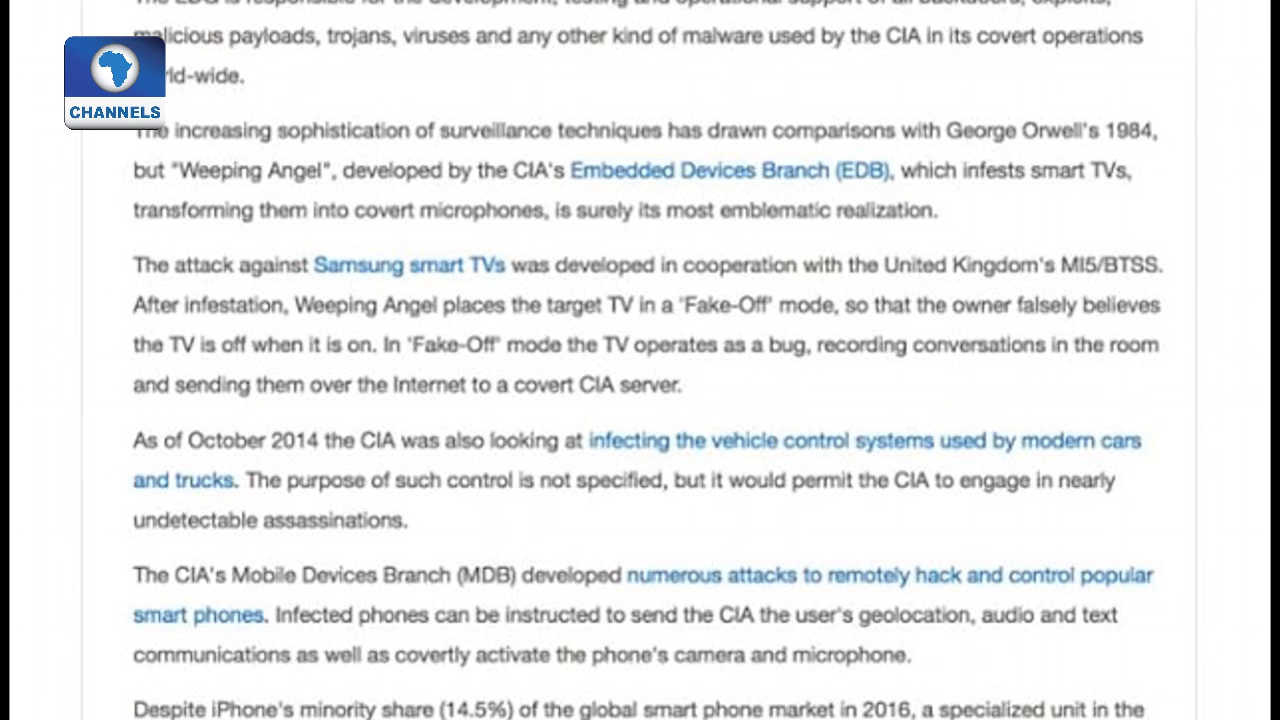 malicious payloads, trojans, viruses and any other kind of malware used by the CIA in its covert operations
CHANNELS
increasing sophistication of surveillance techniques has drawn comparisons with George Orwell's 1984,
but "Weeping Angel", developed by the CIA's Embedded Devices Branch (EDB), which infests smart TVs,
transforming them into covert microphones, is surely its most emblematic realization.
The attack against Samsung smart TVs was developed in cooperation with the United Kingdom's MI5/BTSS.
After infestation, Weeping Angel places the target TV in a 'Fake-Off' mode, so that the owner falsely believes
the TV is off when it is on. In 'Fake-Off' mode the TV operates as a bug, recording conversations in the room
and sending them over the Internet to a covert CIA server.
As of October 2014 the CIA was also looking at infecting the vehicle control systems used by modern cars
and trucks. The purpose of such control is not specified, but it would permit the CIA to engage in nearly
undetectable assassinations.
The CIA's Mobile Devices Branch (MDB) developed numerous attacks to remotely hack and control popular
smart phones. Infected phones can be instructed to send the CIA the user's geolocation, audio and text
communications as well as covertly activate the phone's camera and microphone.
Despite iPhone's minority share (14.5%) of the global smart phone market in 2016, a specialized unit in the